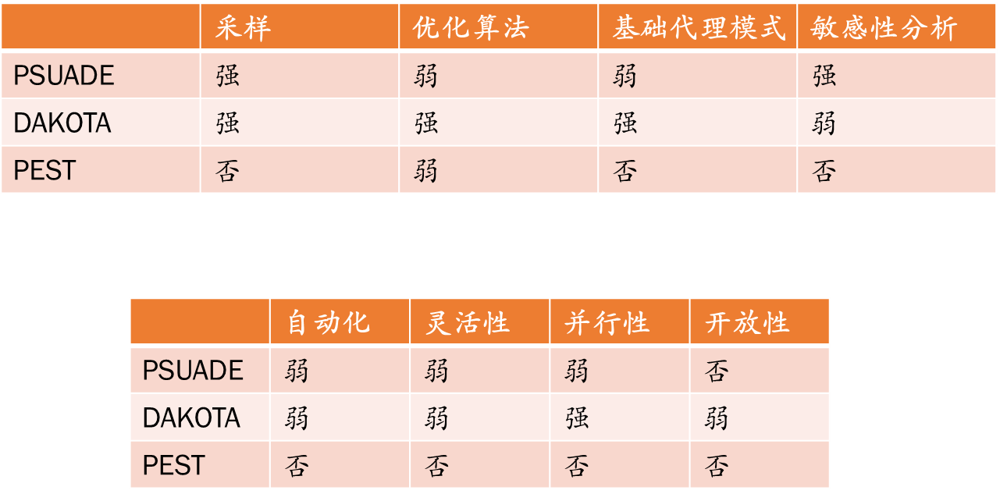 采样 优化算法 基础代理模式 敏感性分析
PSUADE 强 弱 弱 强
DAKOTA 强 强 强 弱
PEST 否 弱 否 否
自动化 灵活性 并行性 开放性
PSUADE 弱 弱 弱 否
DAKOTA 弱 弱 强 弱
PEST 否 否 否 否